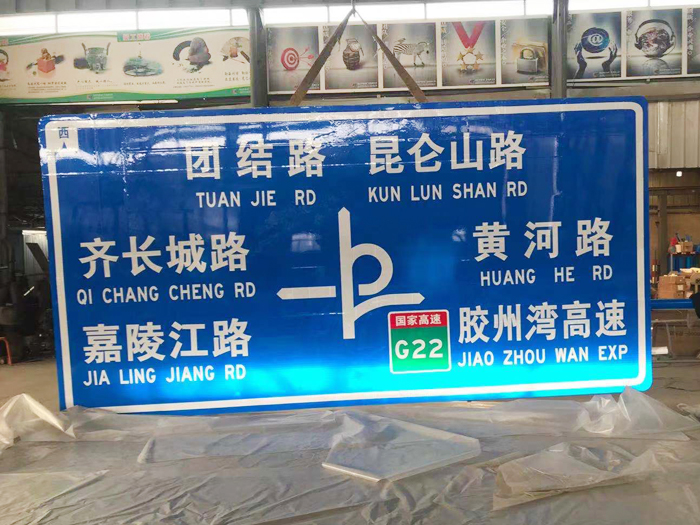 西
团结路 昆仑山路
TUAN JIE RD KUN LUN SHAN RD
齐长城路 黄河路
QI CHANG CHENG RD HUANG HE RD
嘉陵江路 国家高速 胶州湾高速
JIA LING JIANG RD G22 JIAO ZHOU WAN EXP